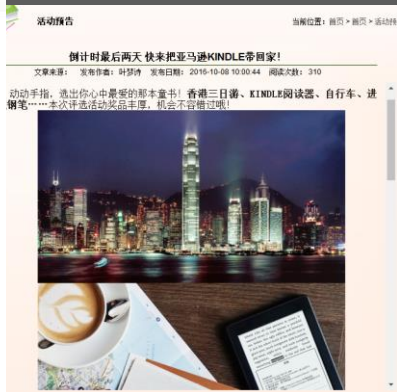 活动预告
当前位置：首页 > 首页 > 活动预
倒计时最后两天 快来把亚马逊KINDLE带回家！
文章来源： 发布作者：叶梦诗 发布日期： 2016-10-08 10:00:44 阅读次数： 310
动动手指，选出你心中最爱的那本童书！香港三日游、KINDLE阅读器、自行车、进
钢笔……本次评选活动奖品丰厚，机会不容错过哦！